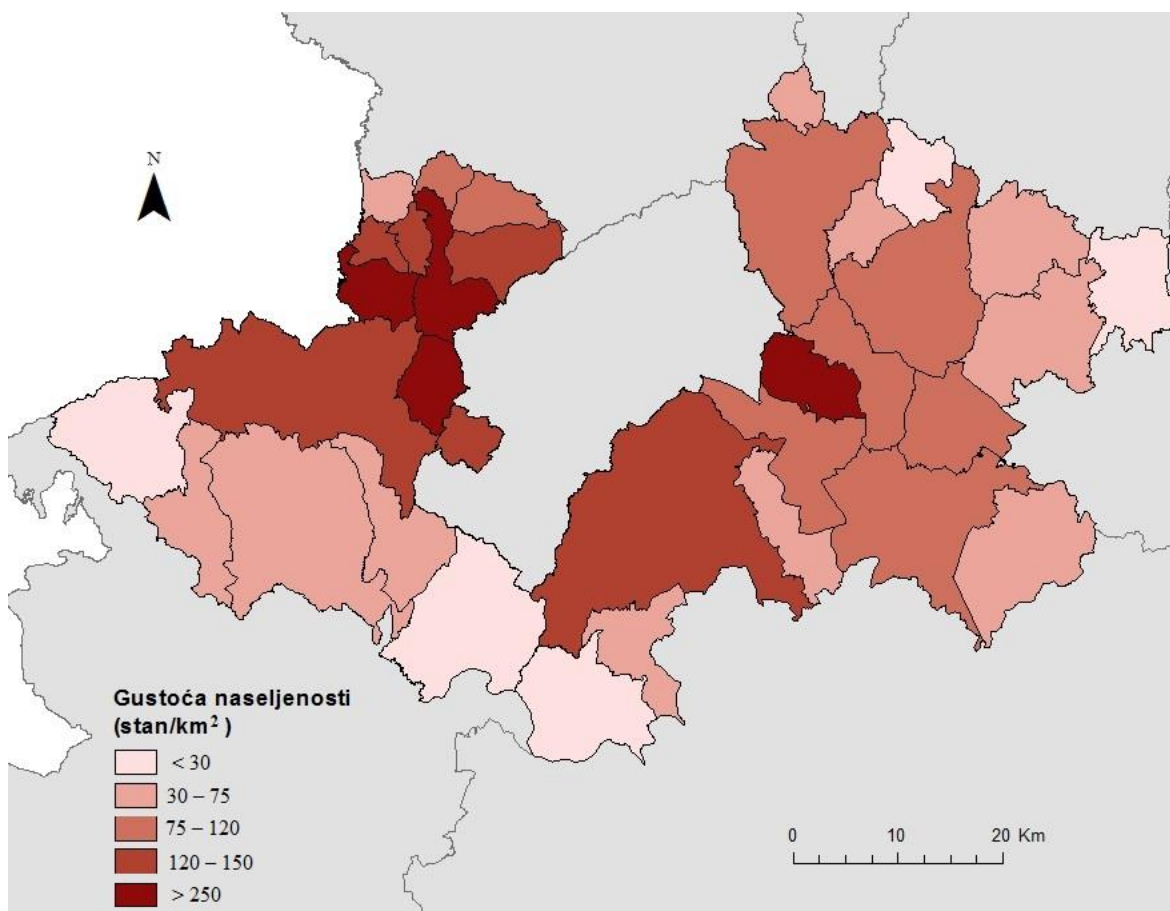 N
Gustoća naseljenosti
(stan/km²)
< 30
30 – 75
75 – 120
120 – 150
> 250
0 10 20 Km